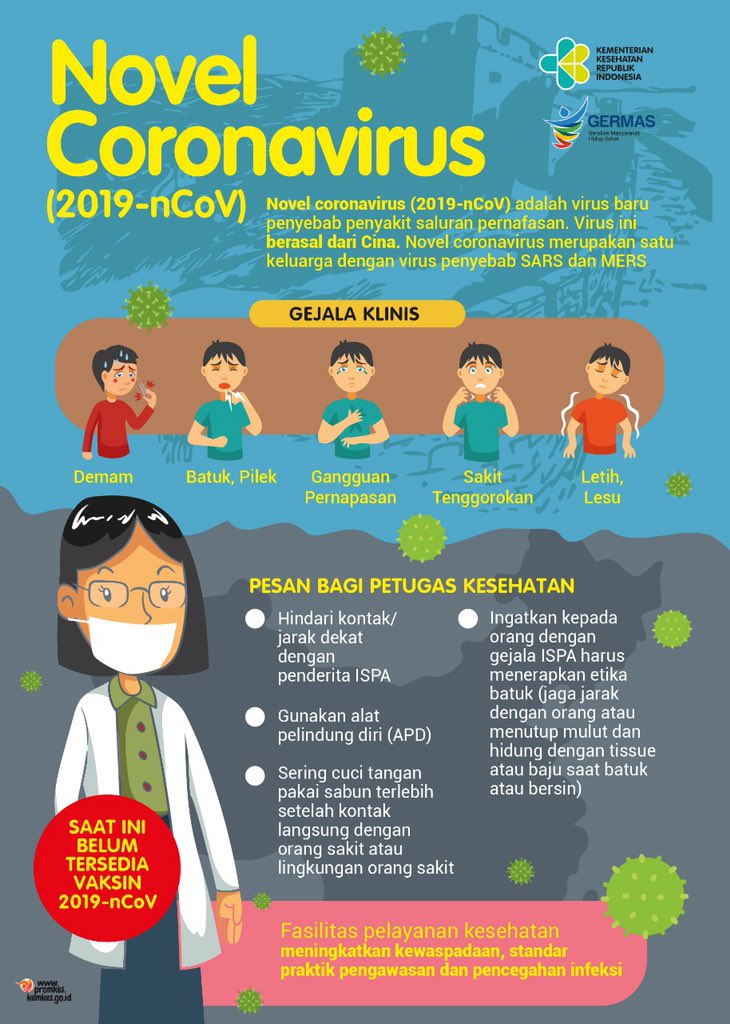 Novel
Coronavirus
(2019-nCoV)
KEMENTERIAN
KESEHATAN
REPUBLIK
INDONESIA
GERMAS
Gerakan Masyarakat
Hidup Sehat
Novel coronavirus (2019-nCoV) adalah virus baru
penyebab penyakit saluran pernafasan. Virus ini
berasal dari Cina. Novel coronavirus merupakan satu
keluarga dengan virus penyebab SARS dan MERS
GEJALA KLINIS
Demam
Batuk, Pilek
Gangguan
Pernapasan
Sakit
Tenggorokan
Letih,
Lesu
PESAN BAGI PETUGAS KESEHATAN
Hindari kontak/
jarak dekat
dengan
penderita ISPA
Gunakan alat
pelindung diri (APD)
Sering cuci tangan
pakai sabun terlebih
setelah kontak
langsung dengan
orang sakit atau
lingkungan orang sakit
Ingatkan kepada
orang dengan
gejala ISPA harus
menerapkan etika
batuk (jaga jarak
dengan orang atau
menutup mulut dan
hidung dengan tissue
atau baju saat batuk
atau bersin)
SAAT INI
BELUM
TERSEDIA
VAKSIN
2019-nCoV
Fasilitas pelayanan kesehatan
meningkatkan kewaspadaan, standar
praktik pengawasan dan pencegahan infeksi
www.
promkes.
kemkes.go.id